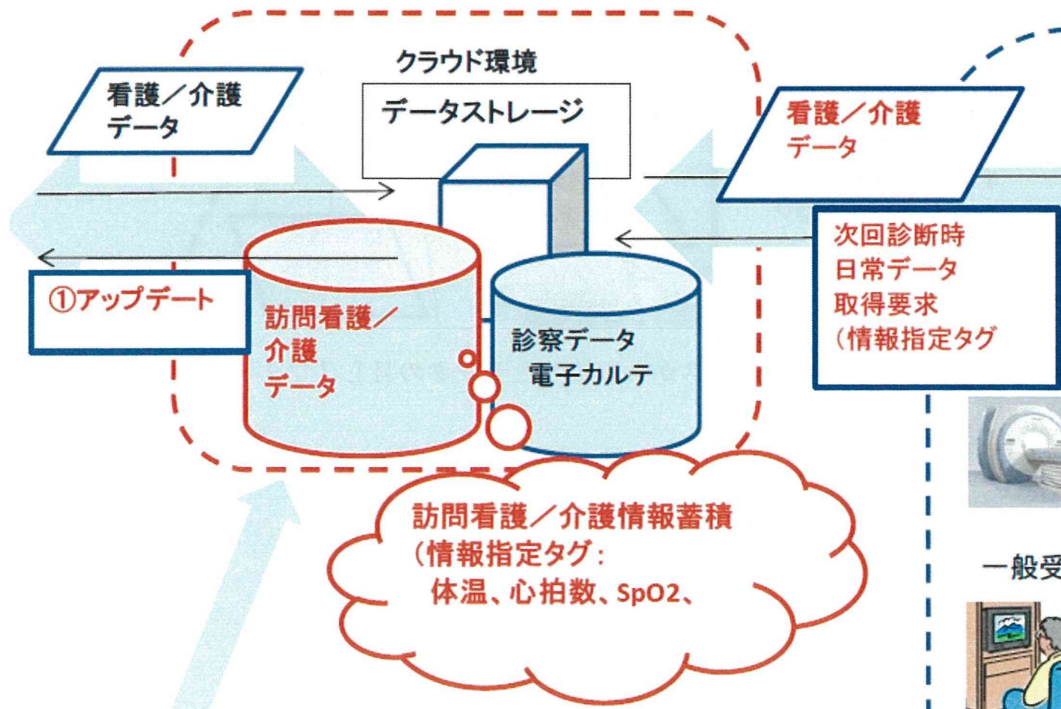 クラウド環境
データストレージ
看護／介護
データ
看護／介護
データ
①アップデート
訪問看護／
介護
データ
診察データ
電子カルテ
次回診断時
日常データ
取得要求
（情報指定タグ
訪問看護／介護情報蓄積
（情報指定タグ：
体温、心拍数、SpO2、
一般受